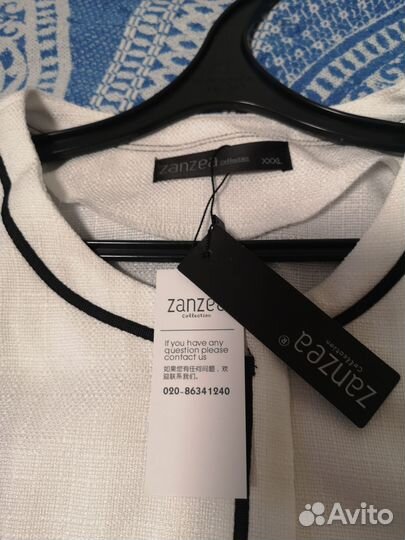 zanzea collection XXXL
zanzea
collection
If you have any
question please
contact us
如果您有任何问题，欢
迎联系我们。
020-86341240
zanzea®
collection
Avito